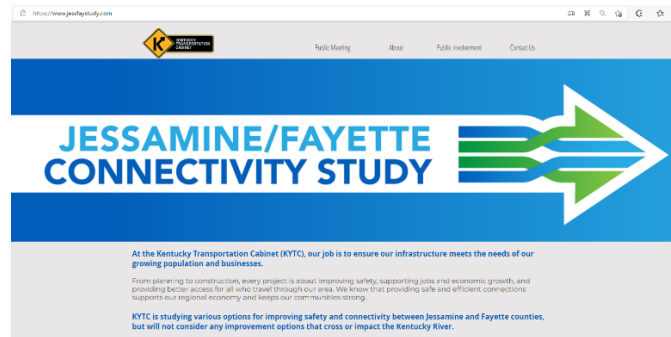 https://www.jessfaystudy.com
KENTUCKY
TRANSPORTATION
CABINET
Public Meeting About Public Involvement Contact Us
JESSAMINE/FAYETTE
CONNECTIVITY STUDY
At the Kentucky Transportation Cabinet (KYTC), our job is to ensure our infrastructure meets the needs of our
growing population and businesses.
From planning to construction, every project is about improving safety, supporting jobs and economic growth, and
providing better access for all who travel through our area. We know that providing safe and efficient connections
supports our regional economy and keeps our communities strong.
KYTC is studying various options for improving safety and connectivity between Jessamine and Fayette counties,
but will not consider any improvement options that cross or impact the Kentucky River.